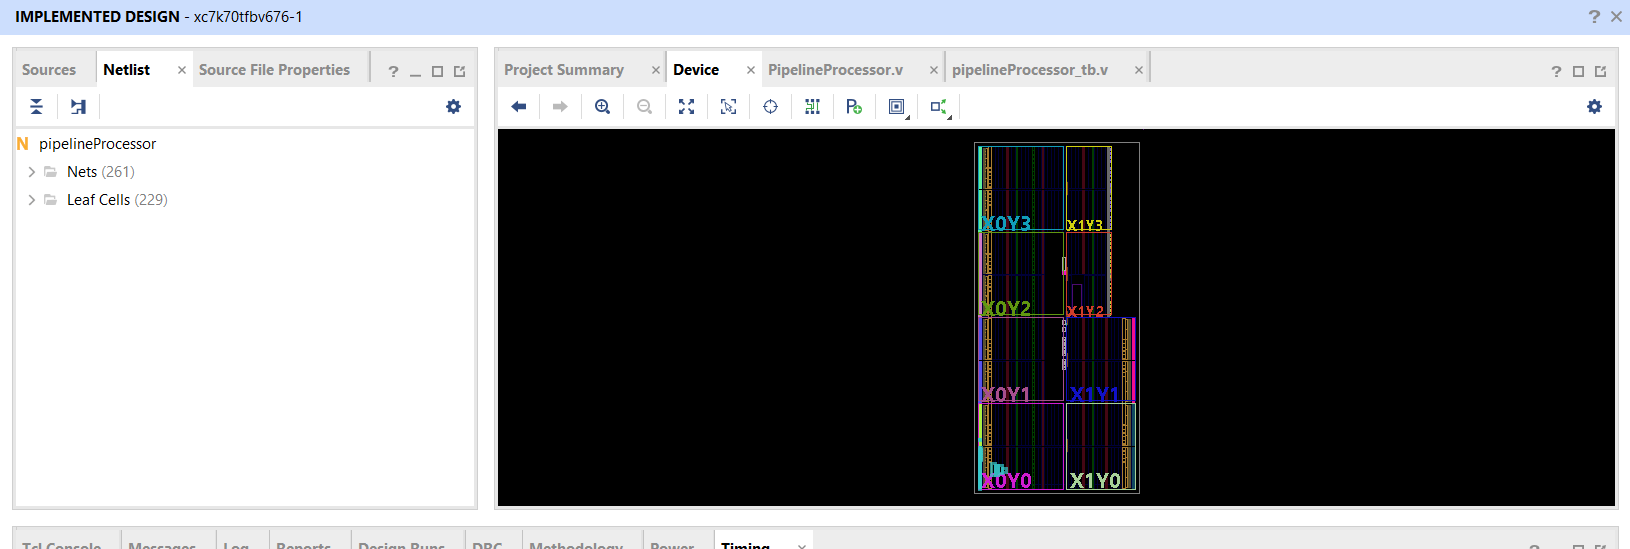 IMPLEMENTED DESIGN - xc7k70tfbv676-1
Sources Netlist Source File Properties
pipelineProcessor
Nets (261)
Leaf Cells (229)
Project Summary Device PipelineProcessor.v pipelineProcessor_tb.v
X0Y3 X1Y3
X0Y2 X1Y2
X0Y1 X1Y1
X0Y0 X1Y0
Tcl Console Messages Log Reports Design Runs DRC Methodology Power Timing